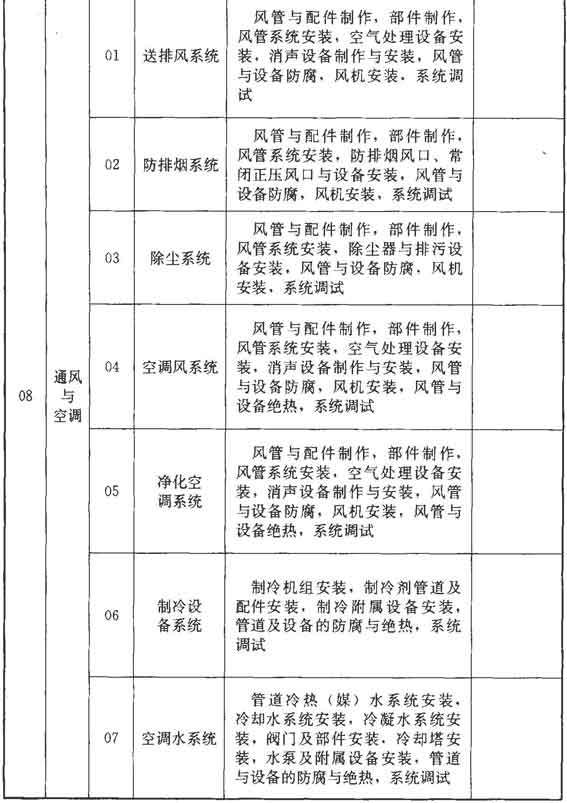 08
通风
与
空调
01
送排风系统
风管与配件制作，部件制作，
风管系统安装，空气处理设备安
装，消声设备制作与安装，风管
与设备防腐，风机安装，系统调
试
02
防排烟系统
风管与配件制作，部件制作，
风管系统安装，防排烟风口、常
闭正压风口与设备安装，风管与
设备防腐，风机安装，系统调试
03
除尘系统
风管与配件制作，部件制作，
风管系统安装，除尘器与排污设
备安装，风管与设备防腐，风机
安装，系统调试
04
空调风系统
风管与配件制作，部件制作，
风管系统安装，空气处理设备安
装，消声设备制作与安装，风管
与设备防腐，风机安装，风管与
设备绝热，系统调试
05
净化空
调系统
风管与配件制作，部件制作，
风管系统安装，空气处理设备安
装，消声设备制作与安装，风管
与设备防腐，风机安装，风管与
设备绝热，系统调试
06
制冷设
备系统
制冷机组安装，制冷剂管道及
配件安装，制冷附属设备安装，
管道及设备的防腐与绝热，系统
调试
07
空调水系统
管道冷热（媒）水系统安装，
冷却水系统安装，冷凝水系统安
装，阀门及部件安装，冷却塔安
装，水泵及附属设备安装，管道
与设备的防腐与绝热，系统调试